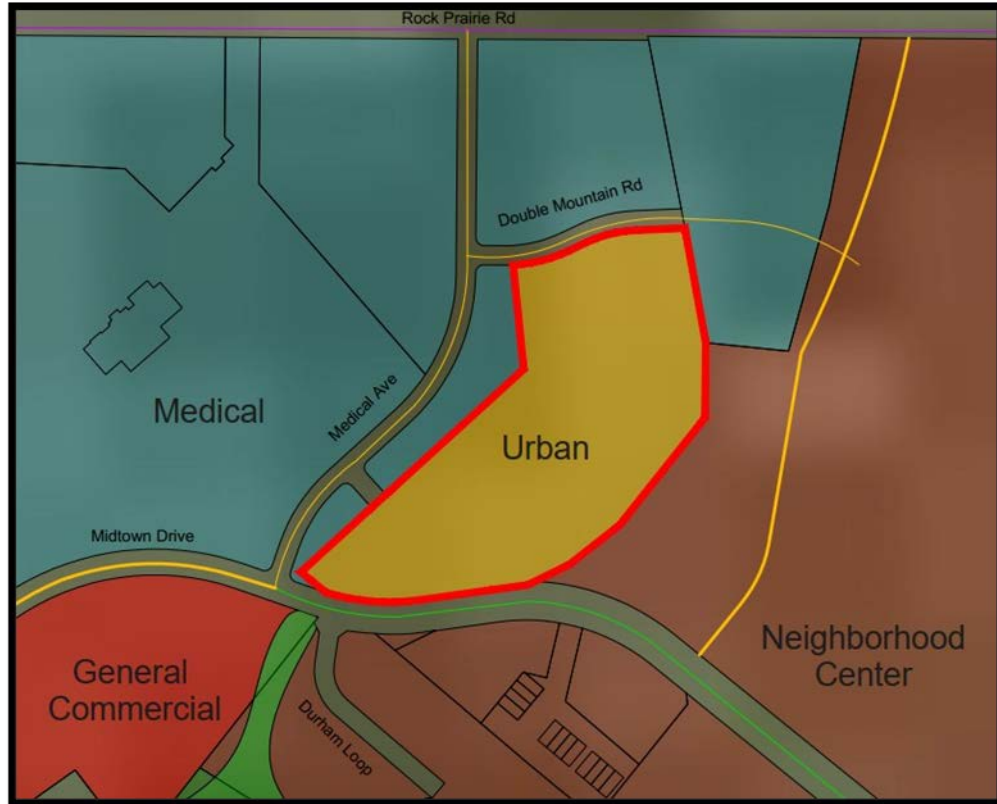 Rock Prairie Rd
Double Mountain Rd
Medical Ave
Medical
Urban
Midtown Drive
Neighborhood
Center
General
Commercial
Durham Loop